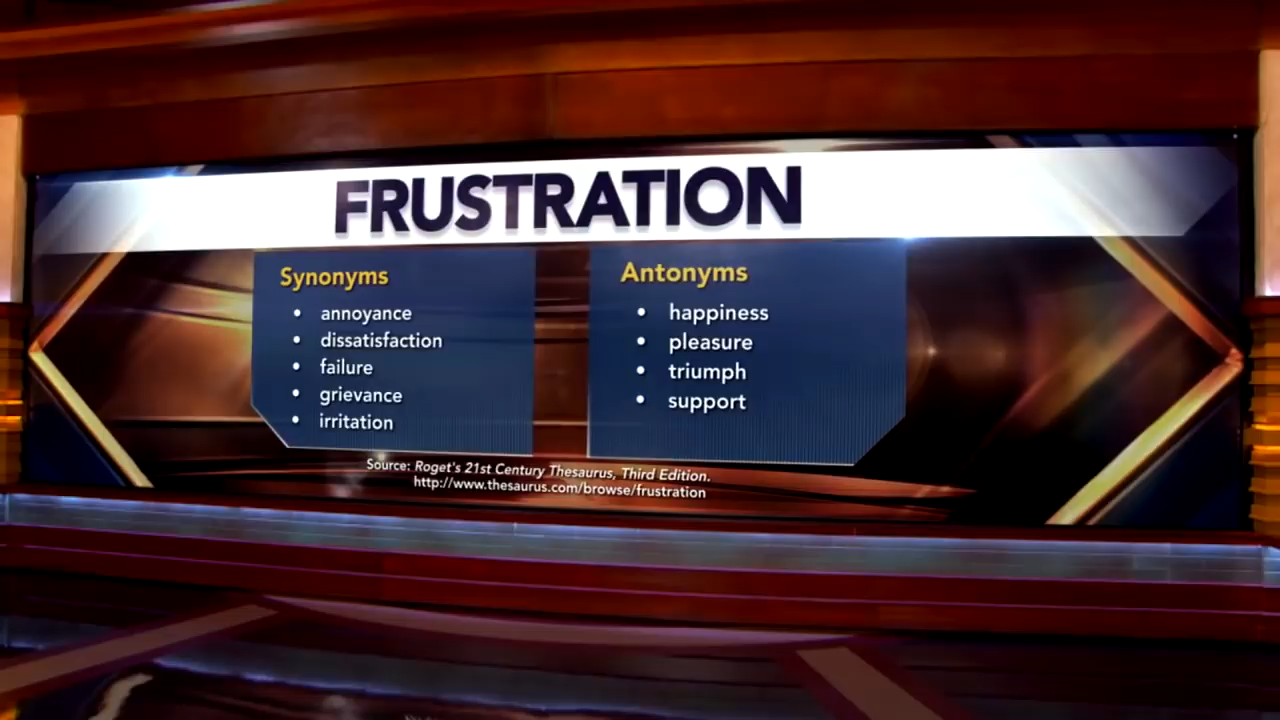 FRUSTRATION
Synonyms
• annoyance
• dissatisfaction
• failure
• grievance
• irritation
Antonyms
• happiness
• pleasure
• triumph
• support
Source: Roget's 21st Century Thesaurus, Third Edition.
http://www.thesaurus.com/browse/frustration